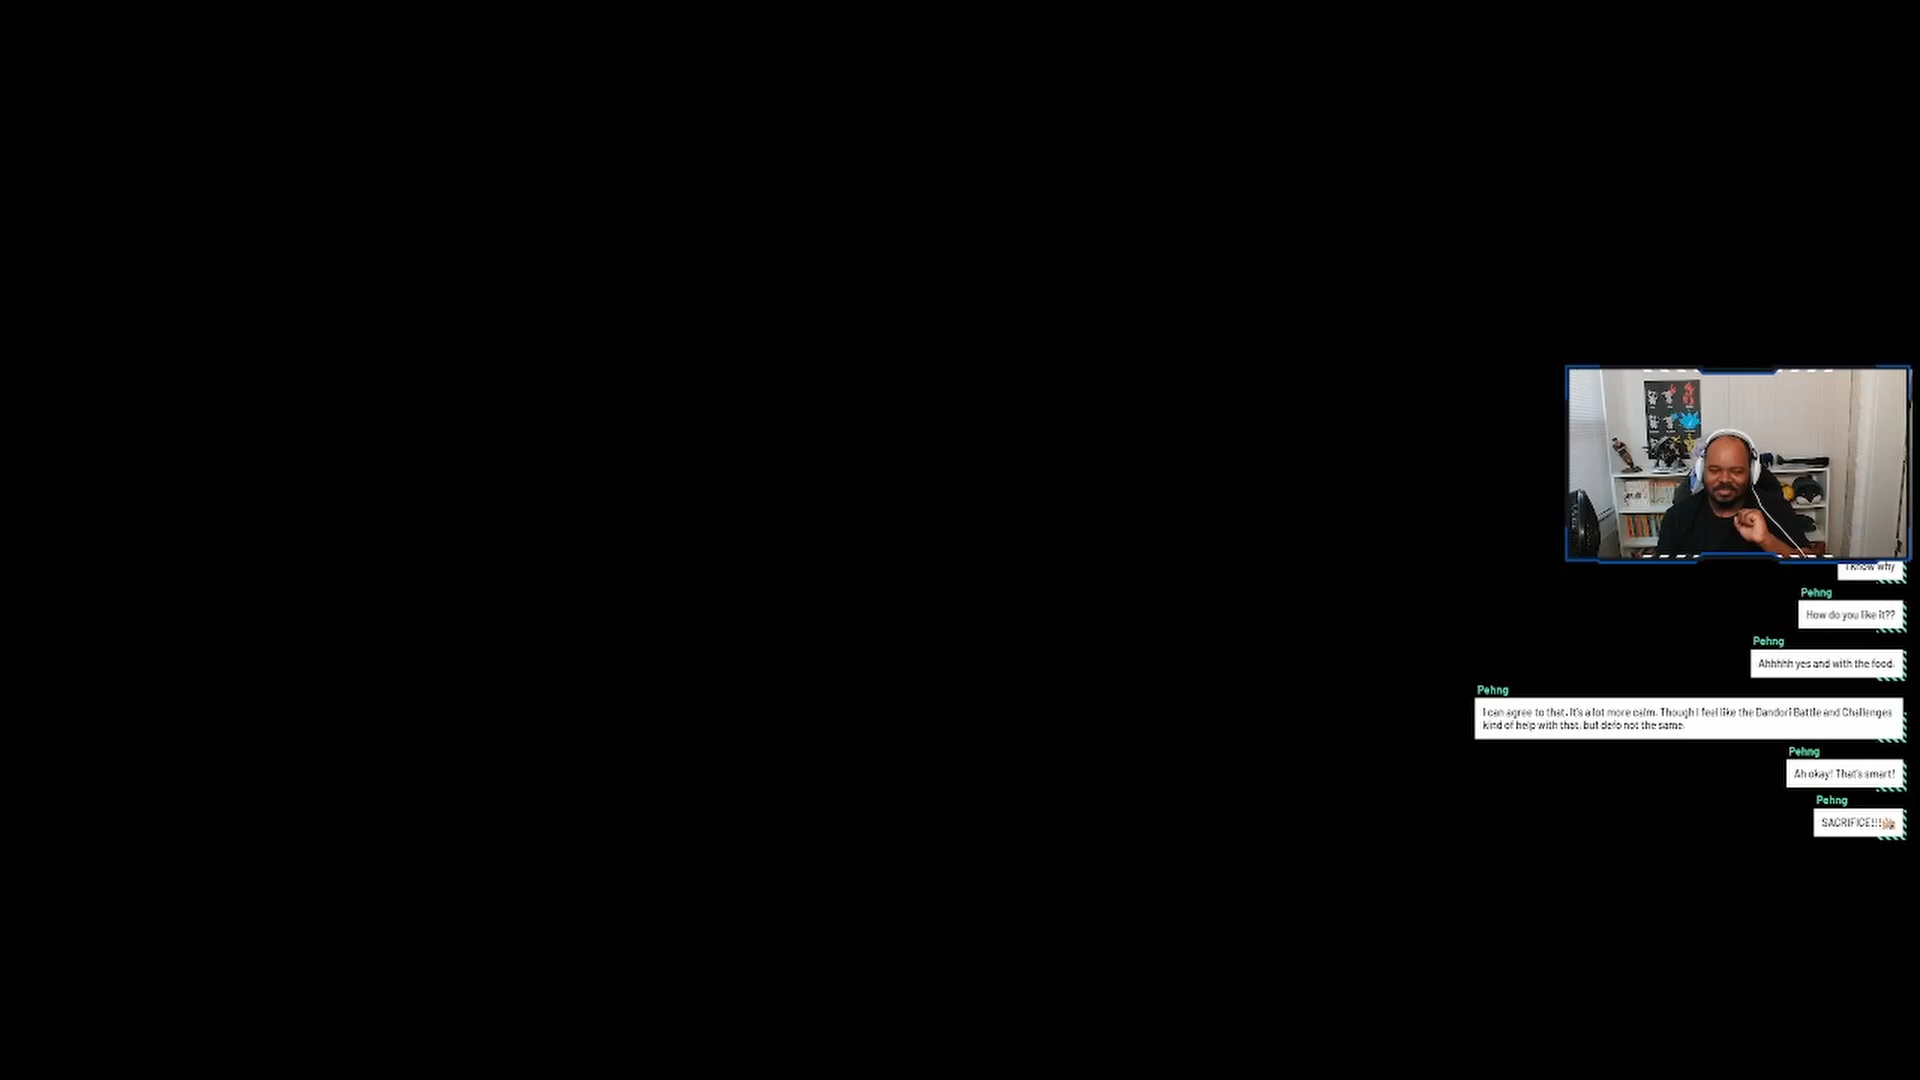 I know why
Pehng
How do you like it??
Pehng
Ahhhhh yes and with the food.
Pehng
I can agree to that. It's a lot more calm. Though I feel like the Dandori Battle and Challenges
kind of help with that, but defo not the same
Pehng
Ah okay! That's smart!
Pehng
SACRIFICE!!!